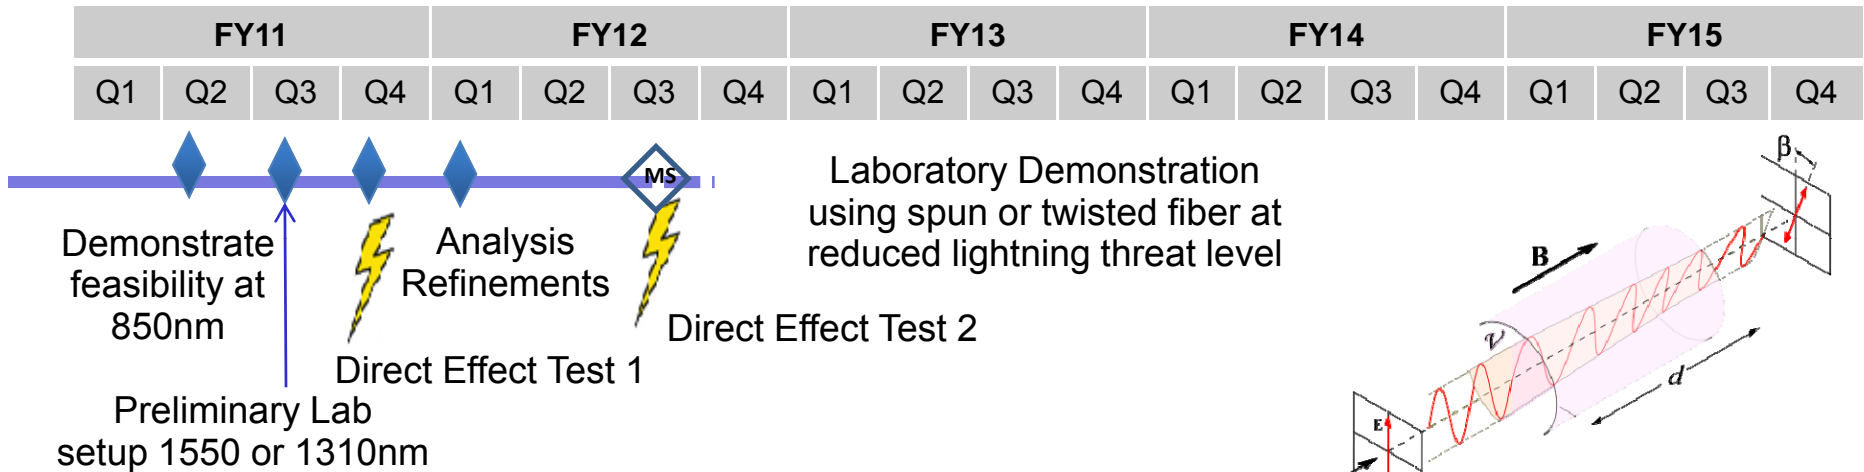 FY11 FY12 FY13 FY14 FY15
Q1 Q2 Q3 Q4 Q1 Q2 Q3 Q4 Q1 Q2 Q3 Q4 Q1 Q2 Q3 Q4 Q1 Q2 Q3 Q4
MS
Demonstrate
feasibility at
850nm
Preliminary Lab
setup 1550 or 1310nm
Direct Effect Test 1
Analysis
Refinements
Direct Effect Test 2
Laboratory Demonstration
using spun or twisted fiber at
reduced lightning threat level
β
B
ν
d
E